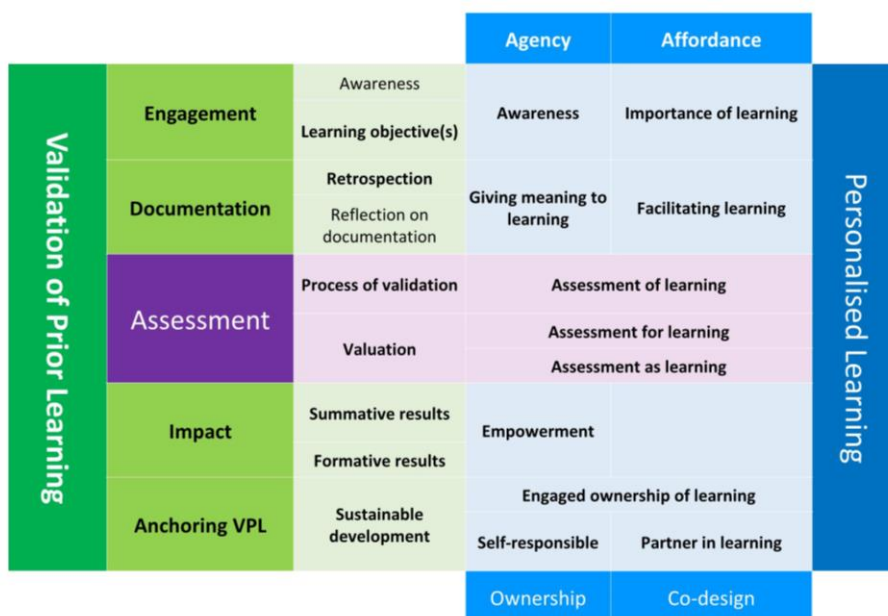 Agency
Affordance
Validation of Prior Learning
Engagement
Awareness
Learning objective(s)
Awareness
Importance of learning
Documentation
Retrospection
Reflection on
documentation
Giving meaning to
learning
Facilitating learning
Assessment
Process of validation
Valuation
Assessment of learning
Assessment for learning
Assessment as learning
Impact
Summative results
Formative results
Empowerment
Anchoring VPL
Sustainable
development
Engaged ownership of learning
Self-responsible
Partner in learning
Personalised Learning
Ownership
Co-design